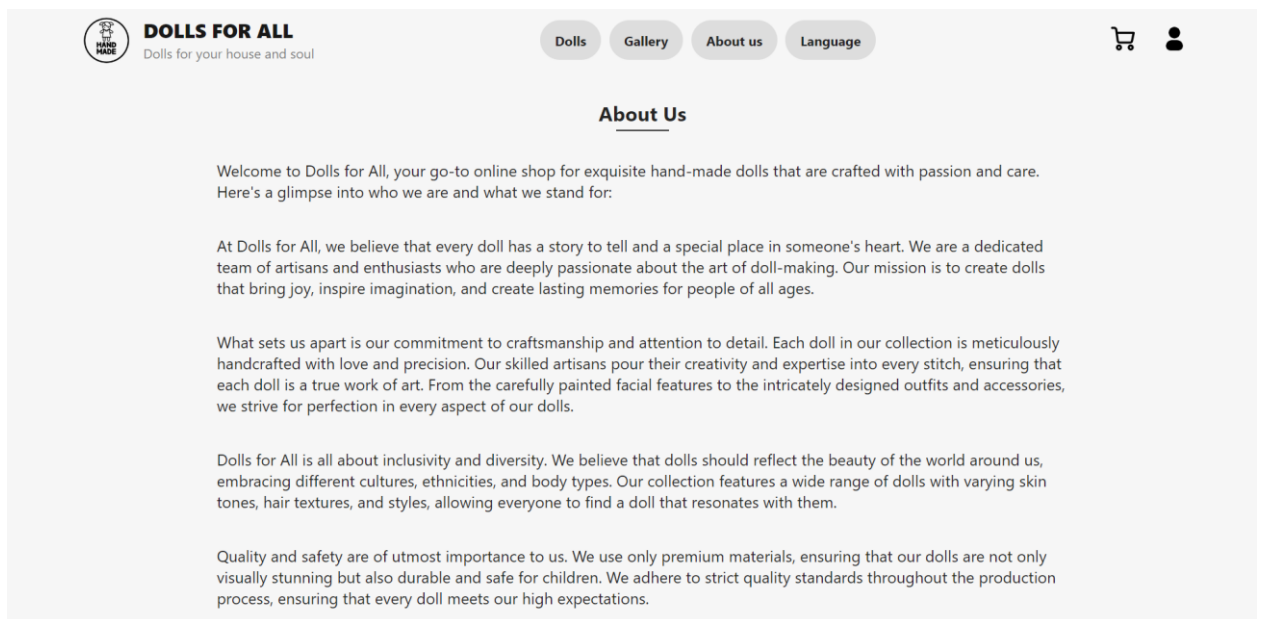 HAND
MADE
DOLLS FOR ALL
Dolls for your house and soul
Dolls
Gallery
About us
Language
About Us
Welcome to Dolls for All, your go-to online shop for exquisite hand-made dolls that are crafted with passion and care.
Here's a glimpse into who we are and what we stand for:
At Dolls for All, we believe that every doll has a story to tell and a special place in someone's heart. We are a dedicated
team of artisans and enthusiasts who are deeply passionate about the art of doll-making. Our mission is to create dolls
that bring joy, inspire imagination, and create lasting memories for people of all ages.
What sets us apart is our commitment to craftsmanship and attention to detail. Each doll in our collection is meticulously
handcrafted with love and precision. Our skilled artisans pour their creativity and expertise into every stitch, ensuring that
each doll is a true work of art. From the carefully painted facial features to the intricately designed outfits and accessories,
we strive for perfection in every aspect of our dolls.
Dolls for All is all about inclusivity and diversity. We believe that dolls should reflect the beauty of the world around us,
embracing different cultures, ethnicities, and body types. Our collection features a wide range of dolls with varying skin
tones, hair textures, and styles, allowing everyone to find a doll that resonates with them.
Quality and safety are of utmost importance to us. We use only premium materials, ensuring that our dolls are not only
visually stunning but also durable and safe for children. We adhere to strict quality standards throughout the production
process, ensuring that every doll meets our high expectations.